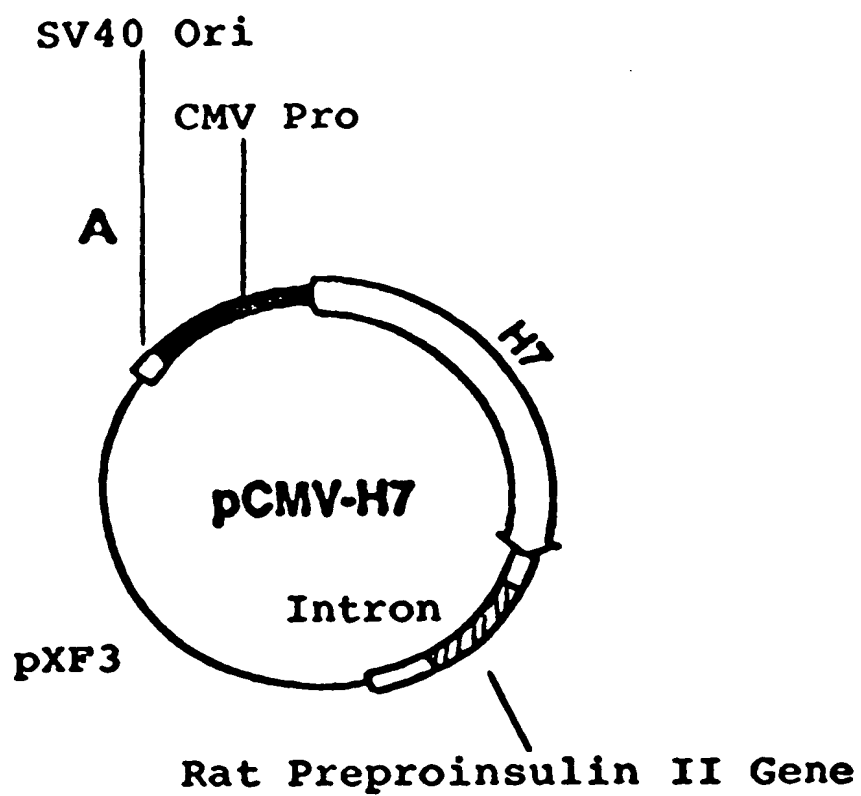 SV40 Ori
CMV Pro
A
H7
pCMV-H7
Intron
pXF3
Rat Preproinsulin II Gene